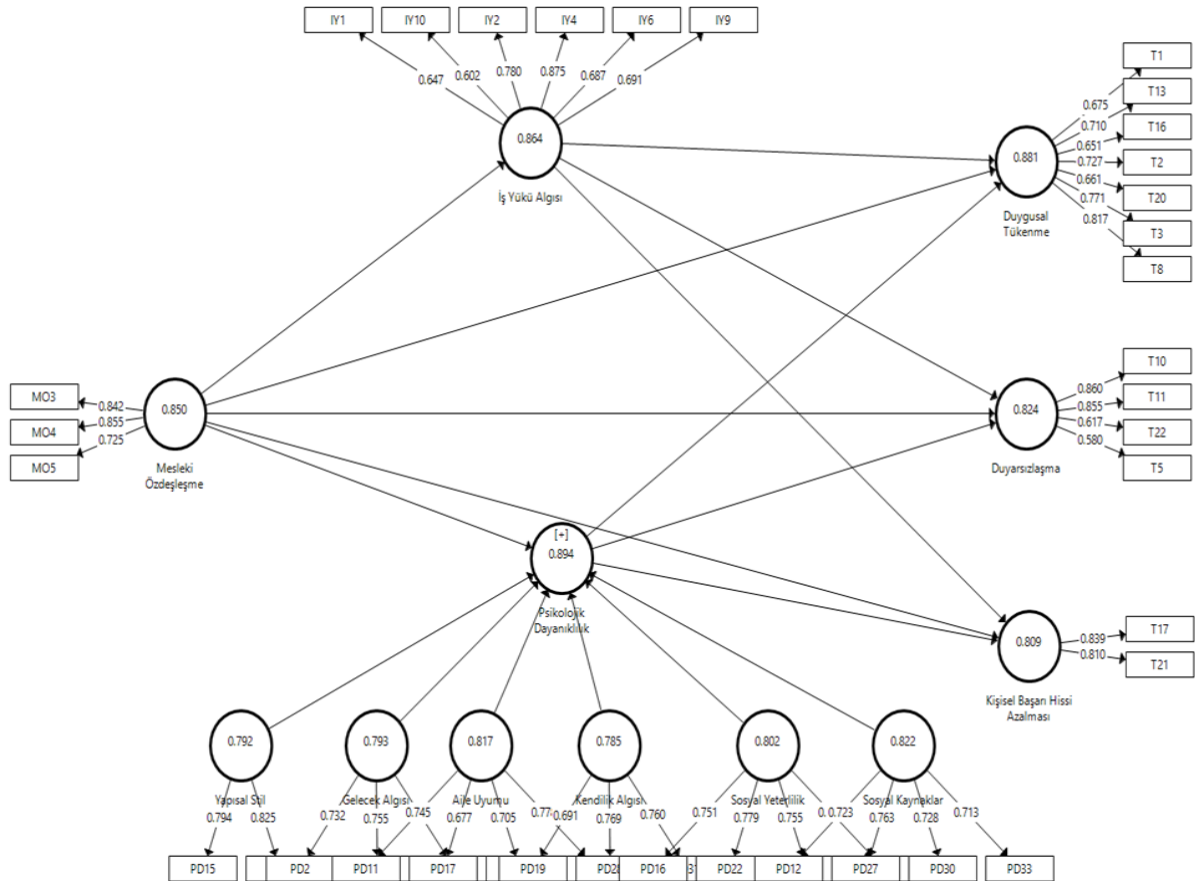 IY1 IY10 IY2 IY4 IY6 IY9
0.647 0.602 0.780 0.875 0.687 0.691
0.864
İş Yükü Algısı
T1
T13
T16
T2
T20
T3
T8
0.675
0.710
0.651
0.727
0.661
0.771
0.817
0.881
Duygusal
Tükenme
MO3
MO4
MO5
0.842
0.855
0.725
0.850
Mesleki
Özdeşleşme
T10
T11
T22
T5
0.860
0.855
0.617
0.580
0.824
Duyarsızlaşma
[+]
0.894
Psikolojik
Dayanıklılık
T17
T21
0.839
0.810
0.809
Kişisel Başarı Hissi
Azalması
0.792 0.793 0.817 0.785 0.802 0.822
Yapısal Stil Gelecek Algısı Aile Uyumu Kendilik Algısı Sosyal Yeterlilik Sosyal Kaynaklar
0.794 0.825 0.732 0.755 0.745 0.677 0.705 0.691 0.769 0.760 0.751 0.779 0.755 0.723 0.763 0.728 0.713
PD15 PD2 PD11 PD17 PD19 PD16 PD22 PD12 PD27 PD30 PD33